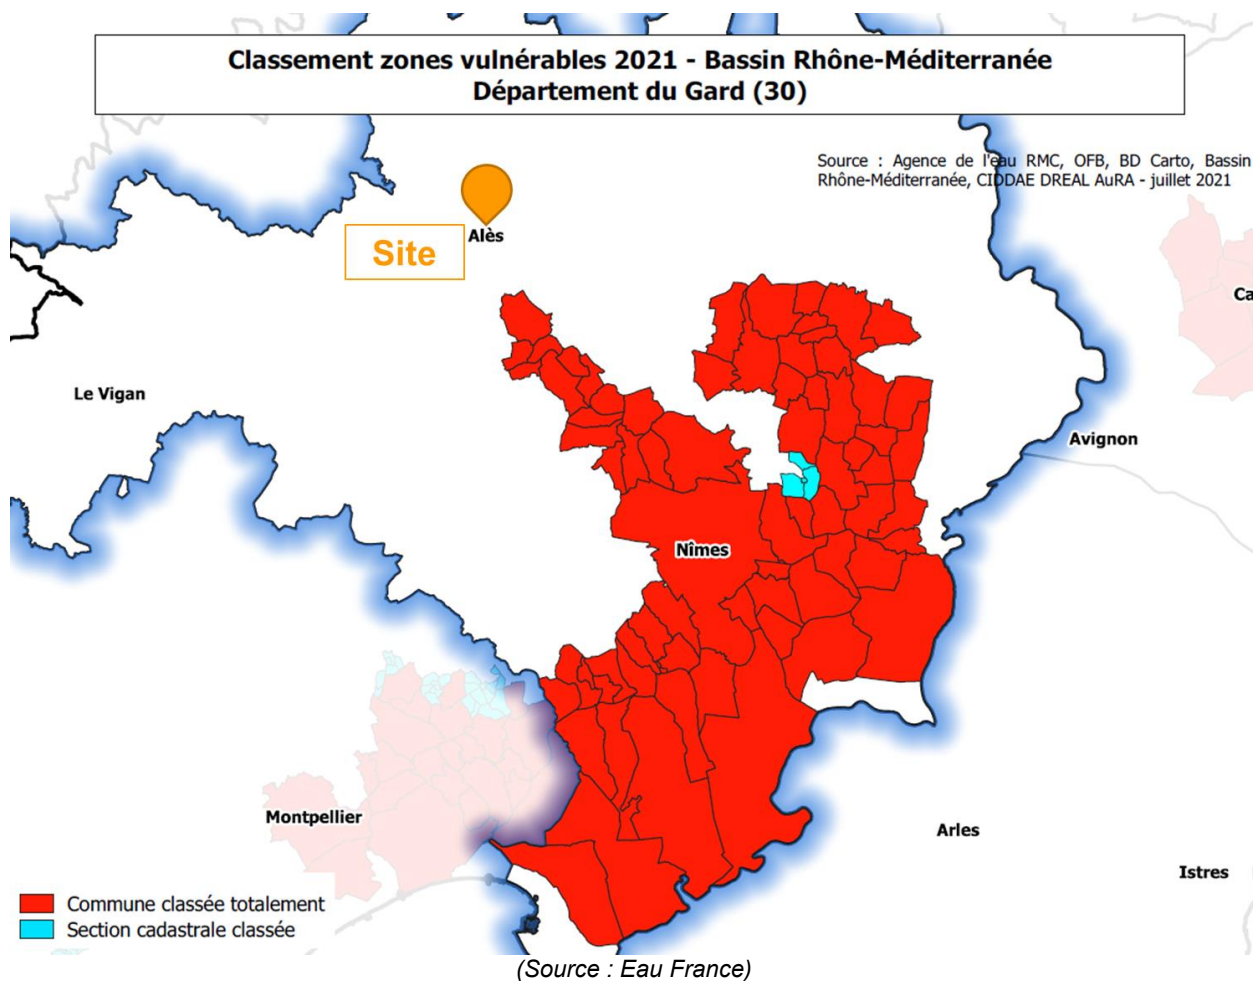 Classement zones vulnérables 2021 - Bassin Rhône-Méditerranée
Département du Gard (30)
Source : Agence de l'eau RMC, OFB, BD Carto, Bassin
Rhône-Méditerranée, CIDDAE DREAL AuRA - juillet 2021
Site
Alès
Ca
Le Vigan
Avignon
Nîmes
Montpellier
Arles
Istres
Commune classée totalement
Section cadastrale classée
(Source : Eau France)